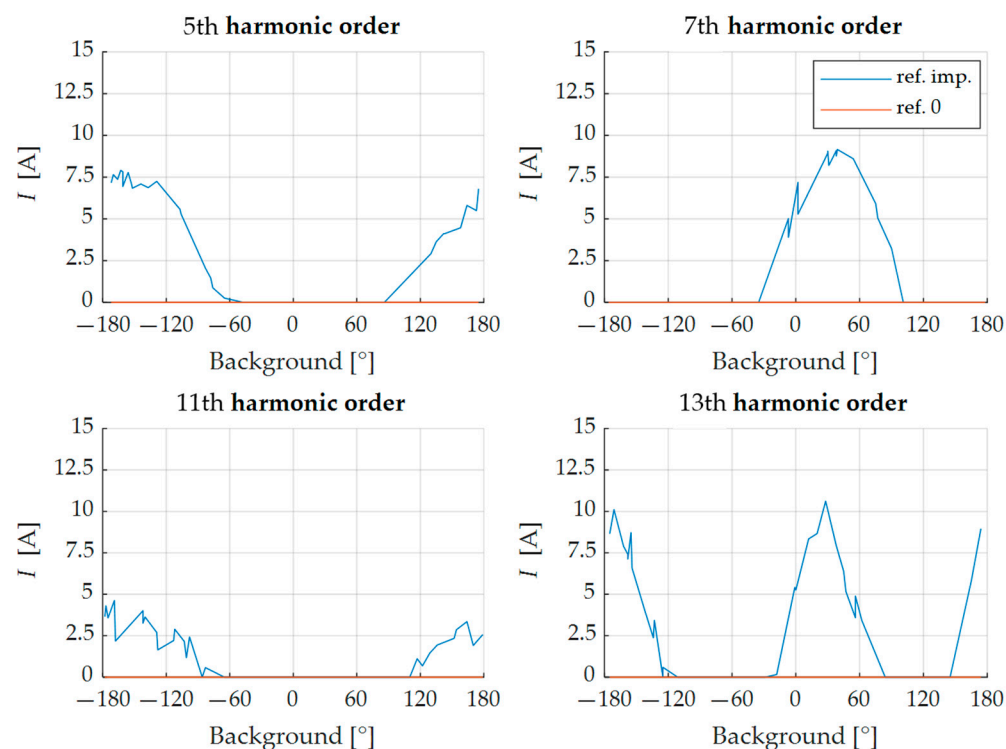 5th harmonic order
15
12.5
10
7.5
5
2.5
0
I [A]
−180 −120 −60 0 60 120 180
Background [°]
7th harmonic order
ref. imp.
ref. 0
15
12.5
10
7.5
5
2.5
0
I [A]
−180 −120 −60 0 60 120 180
Background [°]
11th harmonic order
15
12.5
10
7.5
5
2.5
0
I [A]
−180 −120 −60 0 60 120 180
Background [°]
13th harmonic order
15
12.5
10
7.5
5
2.5
0
I [A]
−180 −120 −60 0 60 120 180
Background [°]